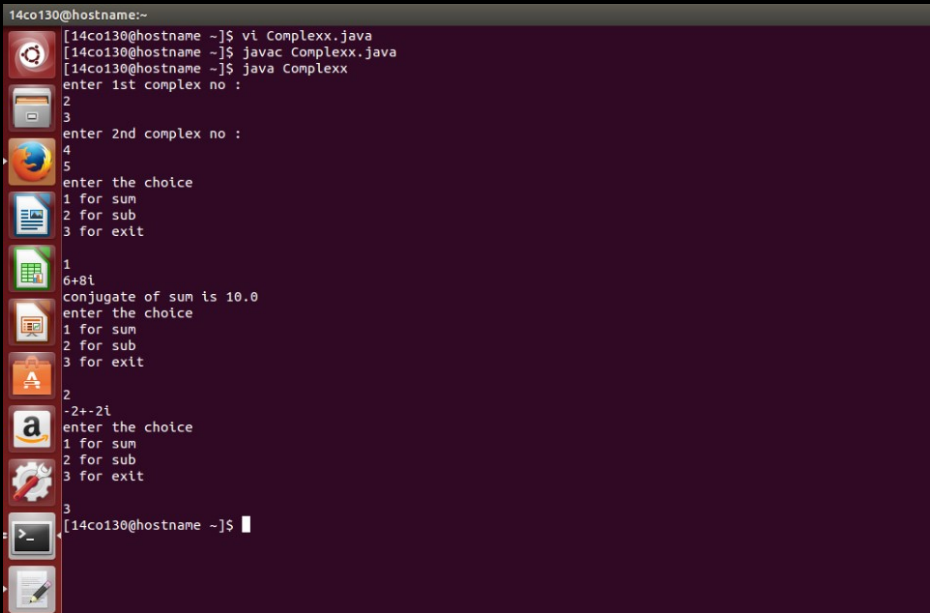 14co130@hostname:~
[14co130@hostname ~]$ vi Complexx.java
[14co130@hostname ~]$ javac Complexx.java
[14co130@hostname ~]$ java Complexx
enter 1st complex no :
2
3
enter 2nd complex no :
4
5
enter the choice
1 for sum
2 for sub
3 for exit
1
6+8i
conjugate of sum is 10.0
enter the choice
1 for sum
2 for sub
3 for exit
2
-2+-2i
enter the choice
1 for sum
2 for sub
3 for exit
3
[14co130@hostname ~]$